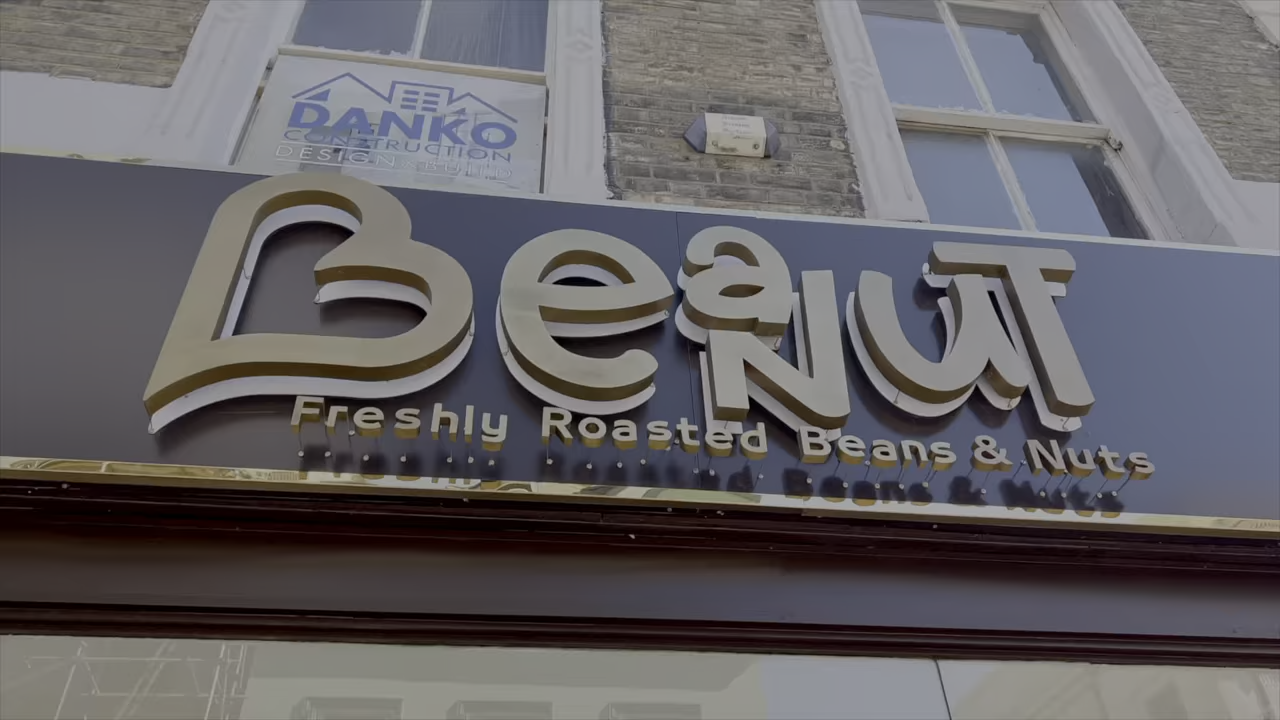 DANKO
CONSTRUCTION
DESIGN & BUILD
BeaNut
Freshly Roasted Beans & Nuts